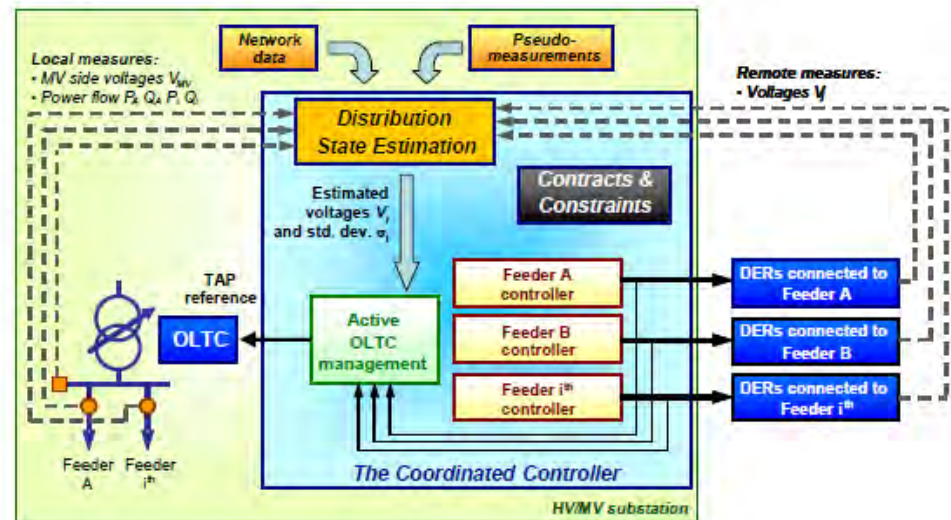 Network
data
Pseudo-
measurements
Local measures:
• MV side voltages V_MV
• Power flow P_A Q_A P_i Q_i
Remote measures:
• Voltages V_j
Distribution
State Estimation
Contracts &
Constraints
Estimated
voltages V_j
and std. dev. σ_j
TAP
reference
OLTC
Active
OLTC
management
Feeder A
controller
Feeder B
controller
Feeder i^th
controller
DERs connected to
Feeder A
DERs connected to
Feeder B
DERs connected to
Feeder i^th
Feeder
A
Feeder
i^th
The Coordinated Controller
HV/MV substation